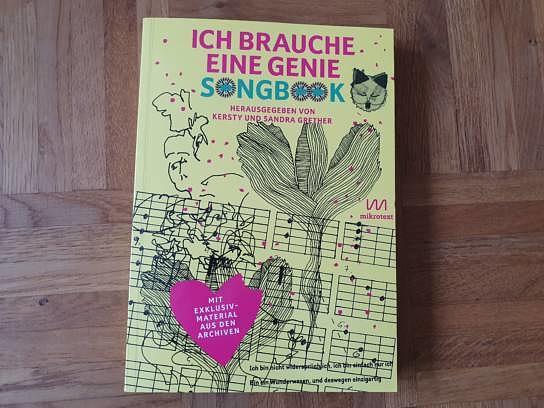 ICH BRAUCHE
EINE GENIE
SONGBOOK
HERAUSGEGEBEN VON
KERSTY UND SANDRA GRETHER
mikrotext
MIT
EXKLUSIV-
MATERIAL
AUS DEN
ARCHIVEN
Ich bin nicht widersprüchlich, ich bin einfach nur ich
Bin ein Wunderwesen, und deswegen einzigartig